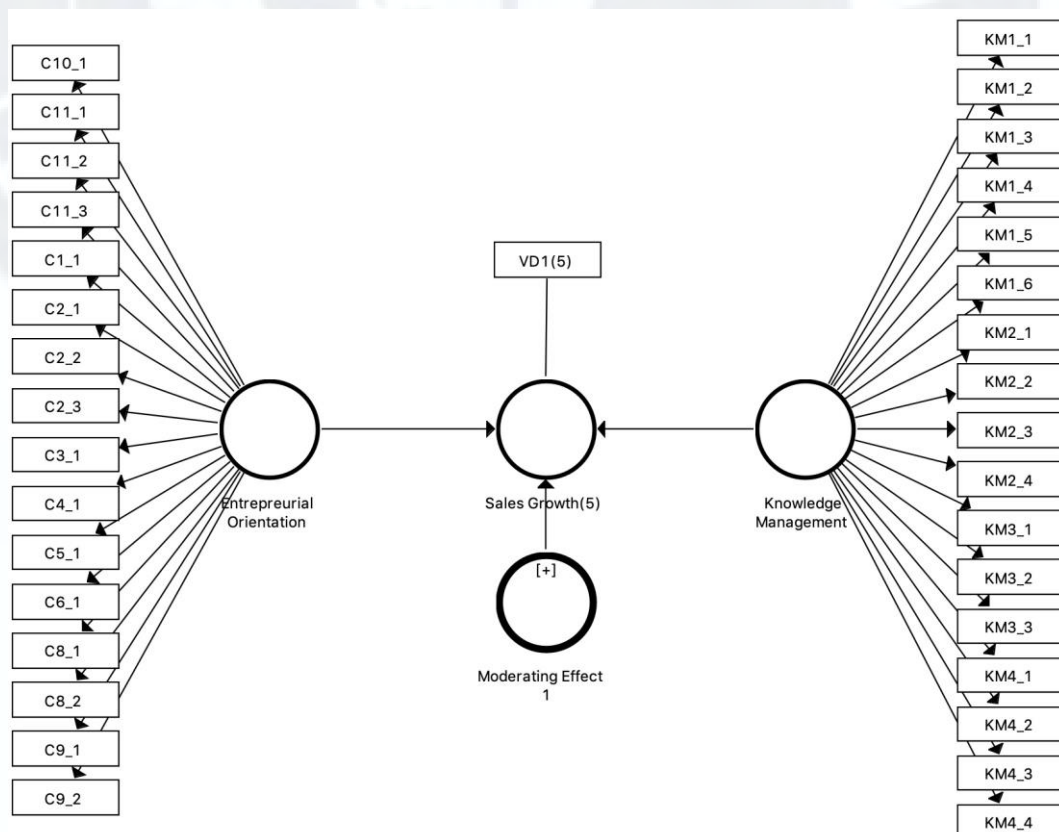 C10_1
C11_1
C11_2
C11_3
C1_1
C2_1
C2_2
C2_3
C3_1
C4_1
C5_1
C6_1
C8_1
C8_2
C9_1
C9_2
Entrepreurial
Orientation
VD1(5)
Sales Growth(5)
[+]
Moderating Effect
1
Knowledge
Management
KM1_1
KM1_2
KM1_3
KM1_4
KM1_5
KM1_6
KM2_1
KM2_2
KM2_3
KM2_4
KM3_1
KM3_2
KM3_3
KM4_1
KM4_2
KM4_3
KM4_4